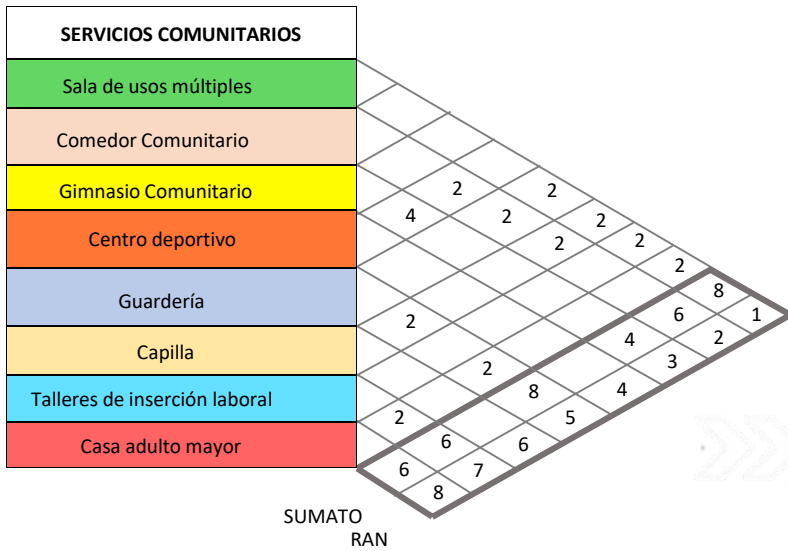 SERVICIOS COMUNITARIOS
Sala de usos múltiples
Comedor Comunitario
Gimnasio Comunitario
Centro deportivo
Guardería
Capilla
Talleres de inserción laboral
Casa adulto mayor
2 2
4 2 2
2 2
2
8
6 1
2 4 2
3
2 8 4
2 5
6 6
6 7
8
SUMATO
RAN